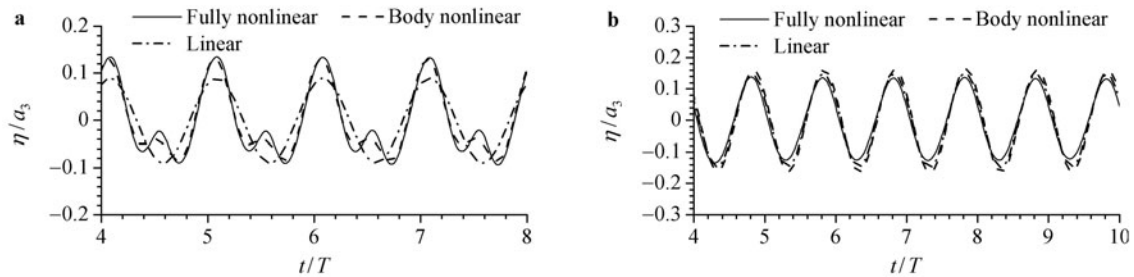 a
Fully nonlinear
Body nonlinear
Linear
0.2
0.1
0
−0.1
−0.2
η/a₃
4
5
6
7
8
t/T
b
Fully nonlinear
Body nonlinear
Linear
0.3
0.2
0.1
0
−0.1
−0.2
−0.3
η/a₃
4
5
6
7
8
9
10
t/T